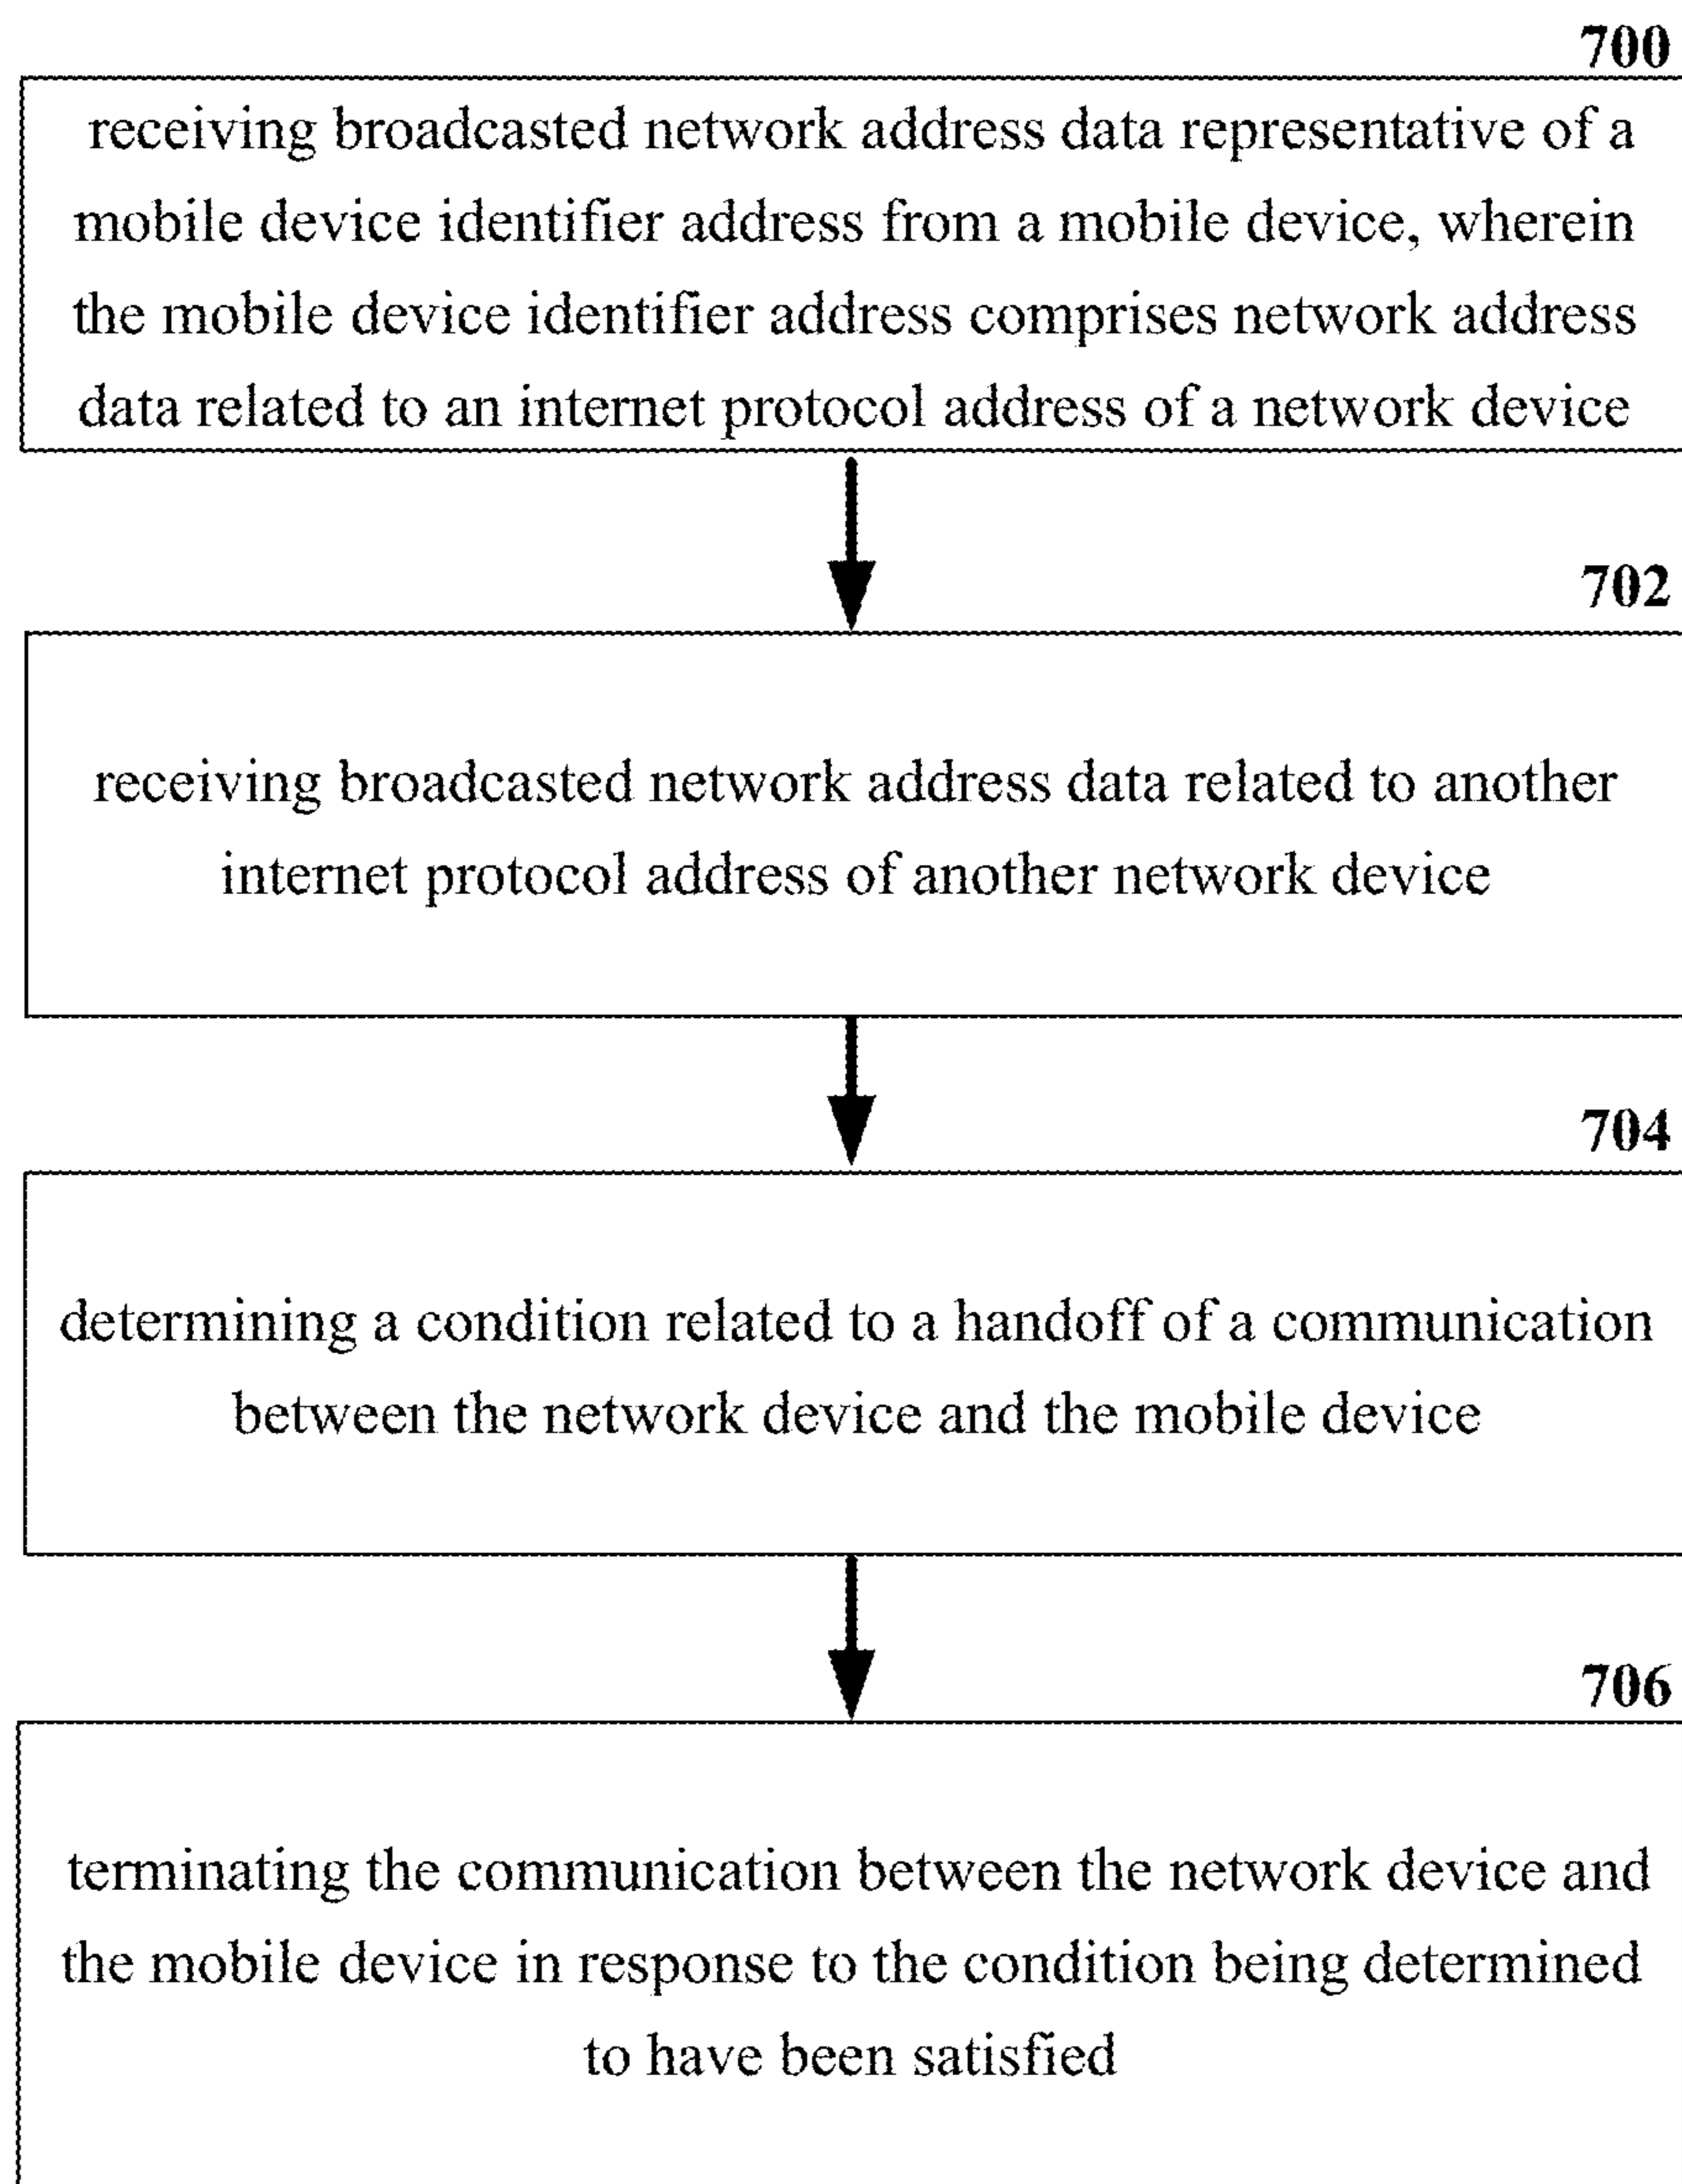 700
receiving broadcasted network address data representative of a
mobile device identifier address from a mobile device, wherein
the mobile device identifier address comprises network address
data related to an internet protocol address of a network device
702
receiving broadcasted network address data related to another
internet protocol address of another network device
704
determining a condition related to a handoff of a communication
between the network device and the mobile device
706
terminating the communication between the network device and
the mobile device in response to the condition being determined
to have been satisfied